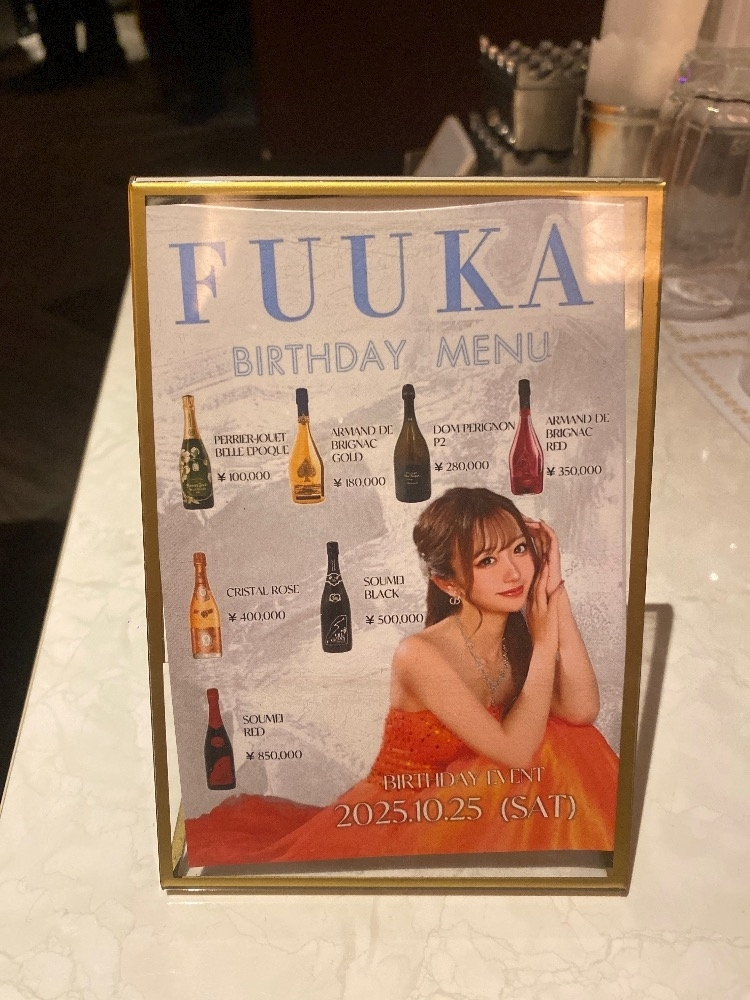 FUUKA
BIRTHDAY MENU
PERRIER-JOUET
BELLE EPOQUE
¥100,000
ARMAND DE
BRIGNAC
GOLD
¥180,000
DOM PERIGNON
P2
¥280,000
ARMAND DE
BRIGNAC
RED
¥350,000
CRISTAL ROSE
¥400,000
SOUMEI
BLACK
¥500,000
SOUMEI
RED
¥850,000
BIRTHDAY EVENT
2025.10.25 (SAT)